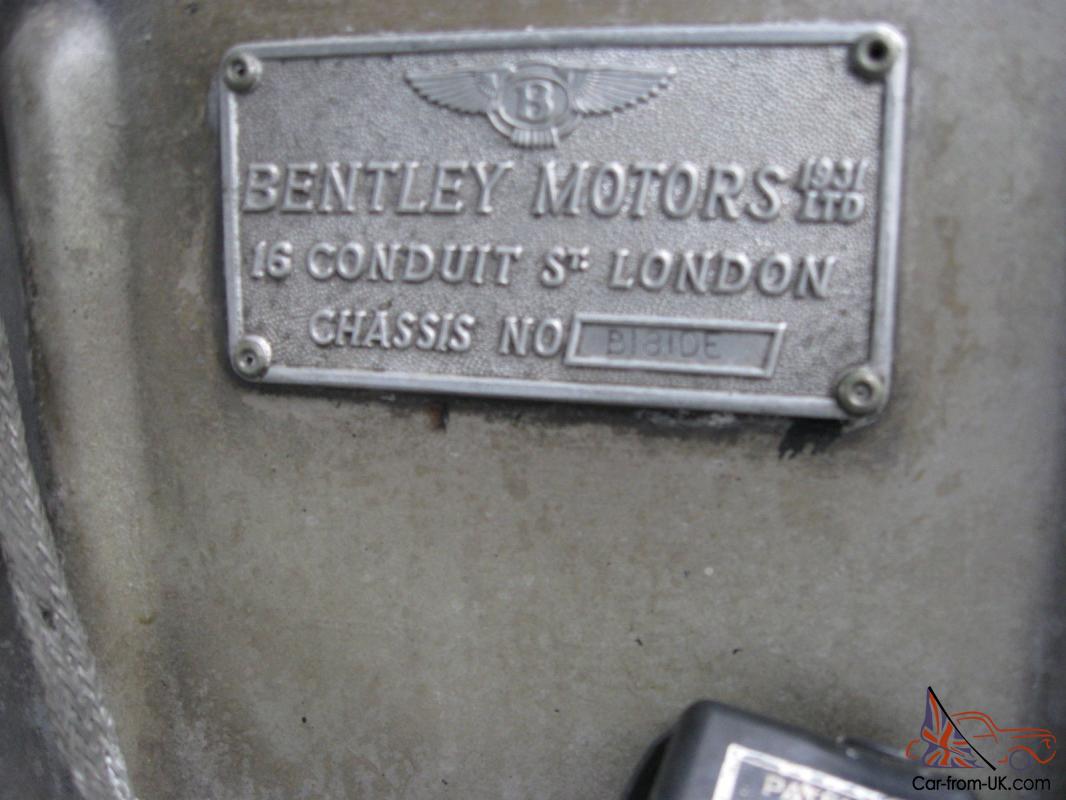 B
BENTLEY MOTORS 1931 LTD
16 CONDUIT ST. LONDON
CHASSIS NO B181DE
Car-from-UK.com